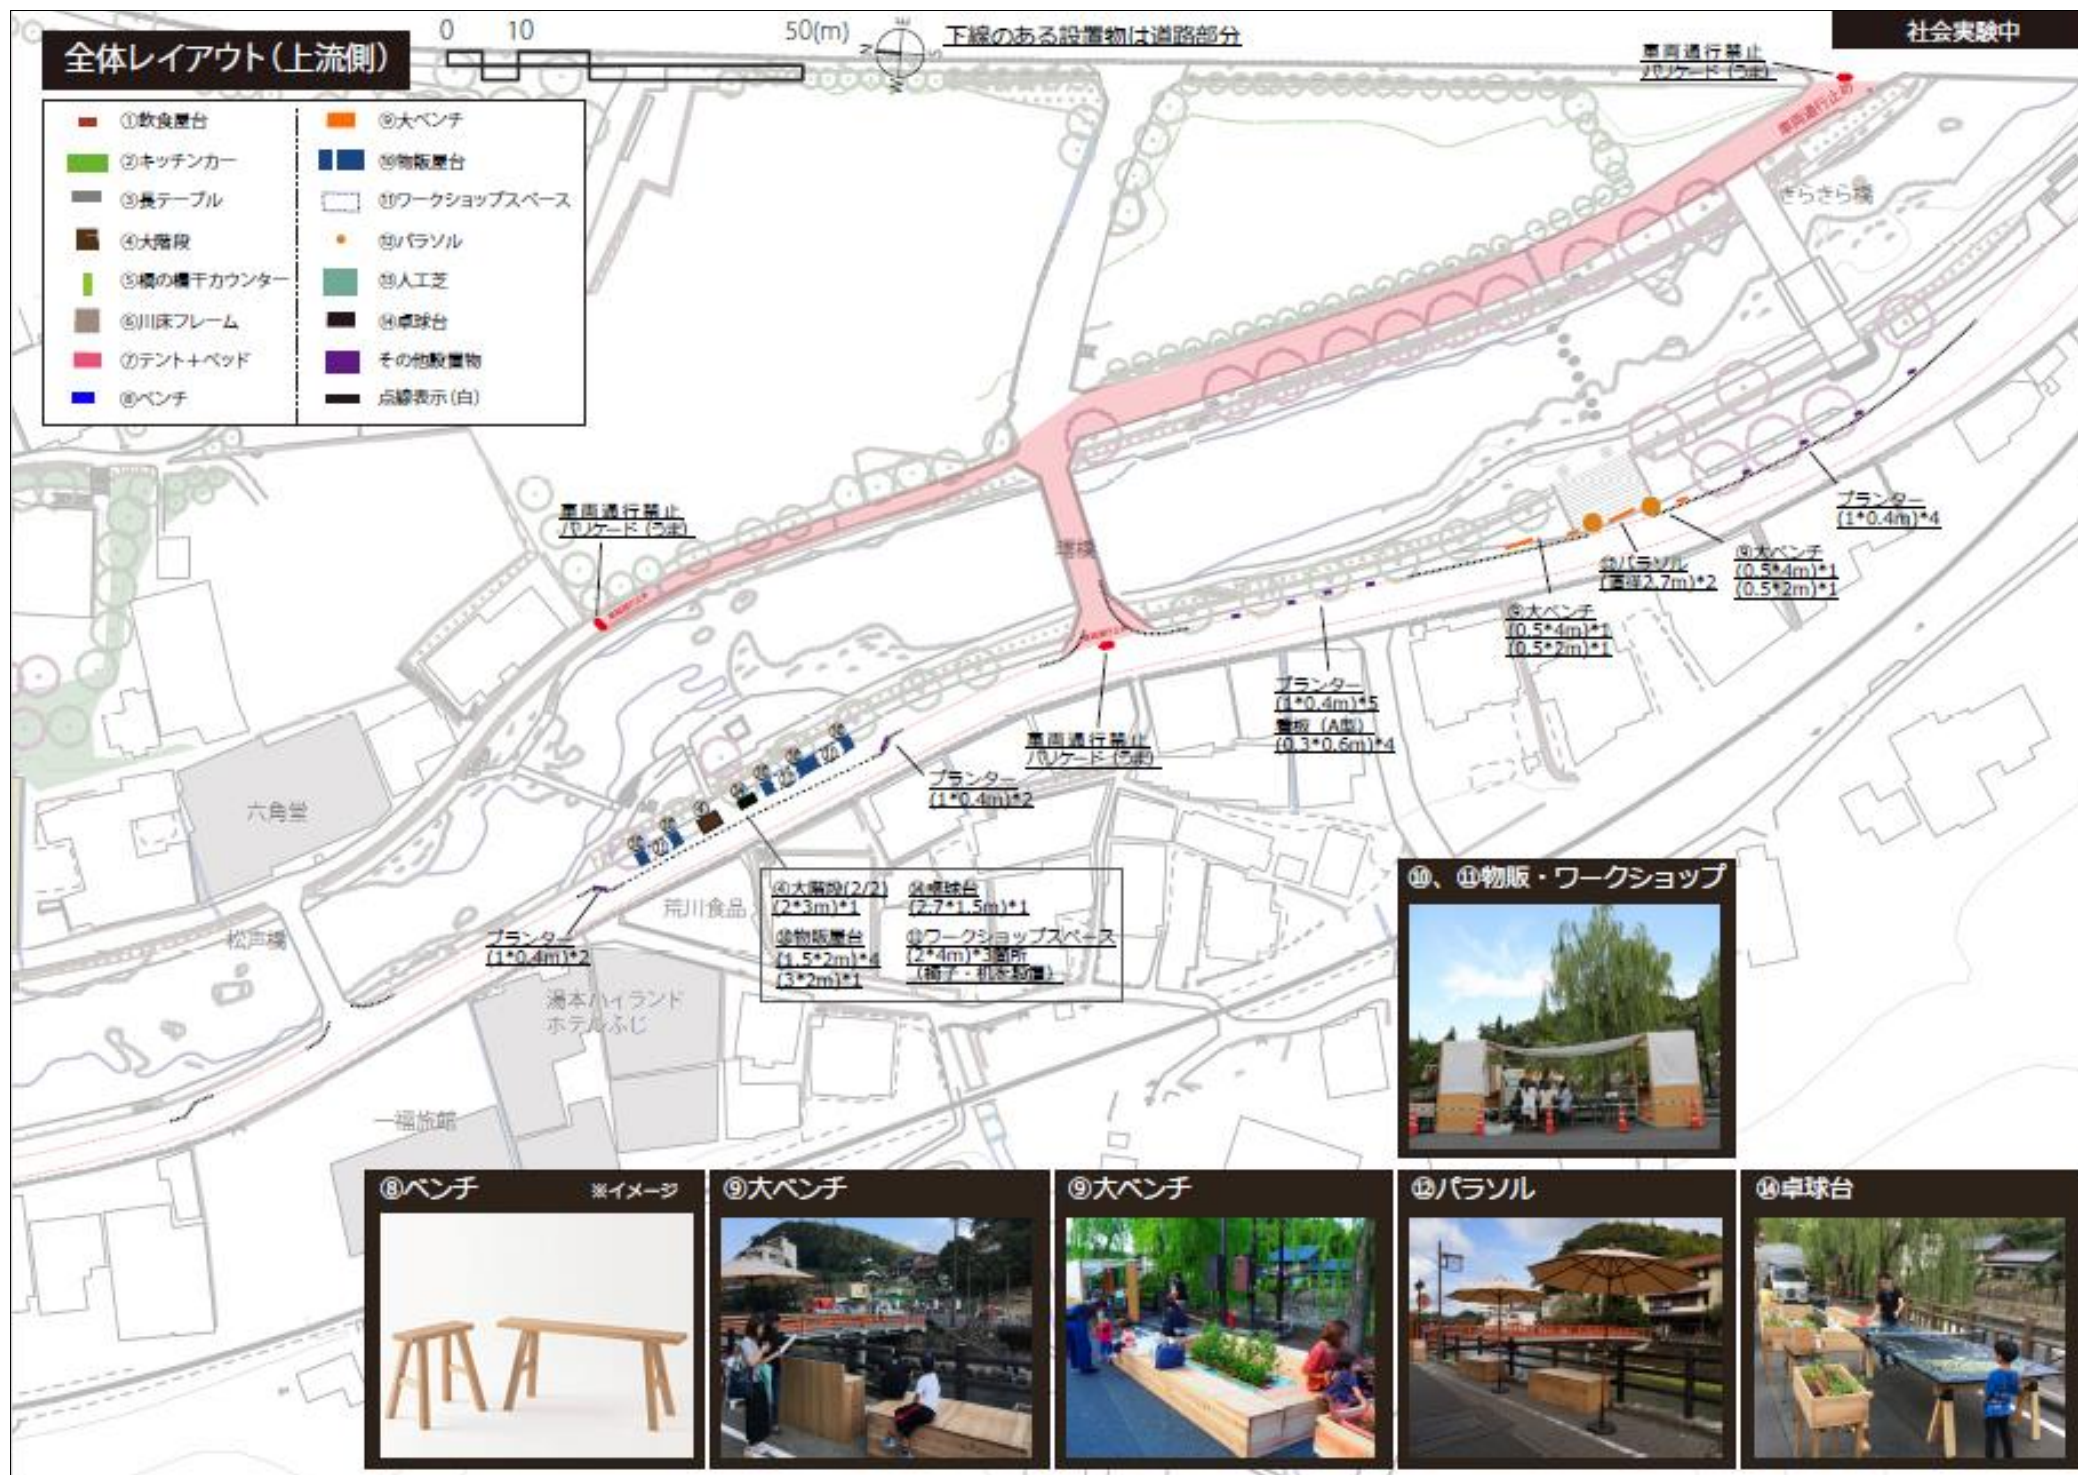 全体レイアウト(上流側)
0 10 50(m)
下線のある設置物は道路部分
社会実験中
①飲食屋台
②キッチンカー
③長テーブル
④大階段
⑤橋の欄干カウンター
⑥川床フレーム
⑦テント＋ベッド
⑧ベンチ
⑨大ベンチ
⑩物販屋台
⑪ワークショップスペース
⑫パラソル
⑬人工芝
⑭卓球台
その他設置物
点線表示(白)
車両通行禁止
バリケード (うま)
車両通行止め
きらきら橋
車両通行禁止
バリケード (うま)
プランター
(1*0.4m)*4
⑨大ベンチ
(0.5*4m)*1
(0.5*2m)*1
⑫パラソル
(直径2.7m)*2
⑨大ベンチ
(0.5*4m)*1
(0.5*2m)*1
プランター
(1*0.4m)*5
看板（A型）
(0.3*0.6m)*4
車両通行禁止
バリケード (うま)
プランター
(1*0.4m)*2
六角堂
松声橋
荒川食品
④大階段(2/2)
(2*3m)*1
⑭卓球台
(2.7*1.5m)*1
⑩物販屋台
(1.5*2m)*4
(3*2m)*1
⑪ワークショップスペース
(2*4m)*3箇所
（椅子・机を設置）
プランター
(1*0.4m)*2
湯本ハイランド
ホテルふじ
一福旅館
⑩、⑪物販・ワークショップ
⑧ベンチ ※イメージ
⑨大ベンチ
⑨大ベンチ
⑫パラソル
⑭卓球台